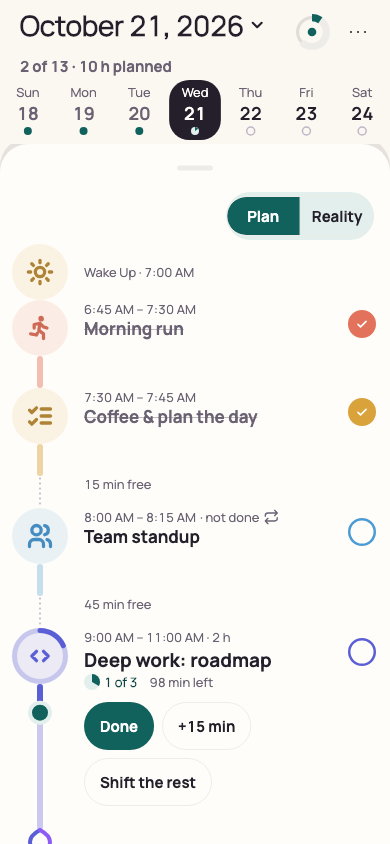 October 21, 2026
2 of 13 · 10 h planned
Sun Mon Tue Wed Thu Fri Sat
18 19 20 21 22 23 24
Plan Reality
Wake Up · 7:00 AM
6:45 AM – 7:30 AM
Morning run
7:30 AM – 7:45 AM
Coffee & plan the day
15 min free
8:00 AM – 8:15 AM · not done
Team standup
45 min free
9:00 AM – 11:00 AM · 2 h
Deep work: roadmap
1 of 3 98 min left
Done +15 min
Shift the rest